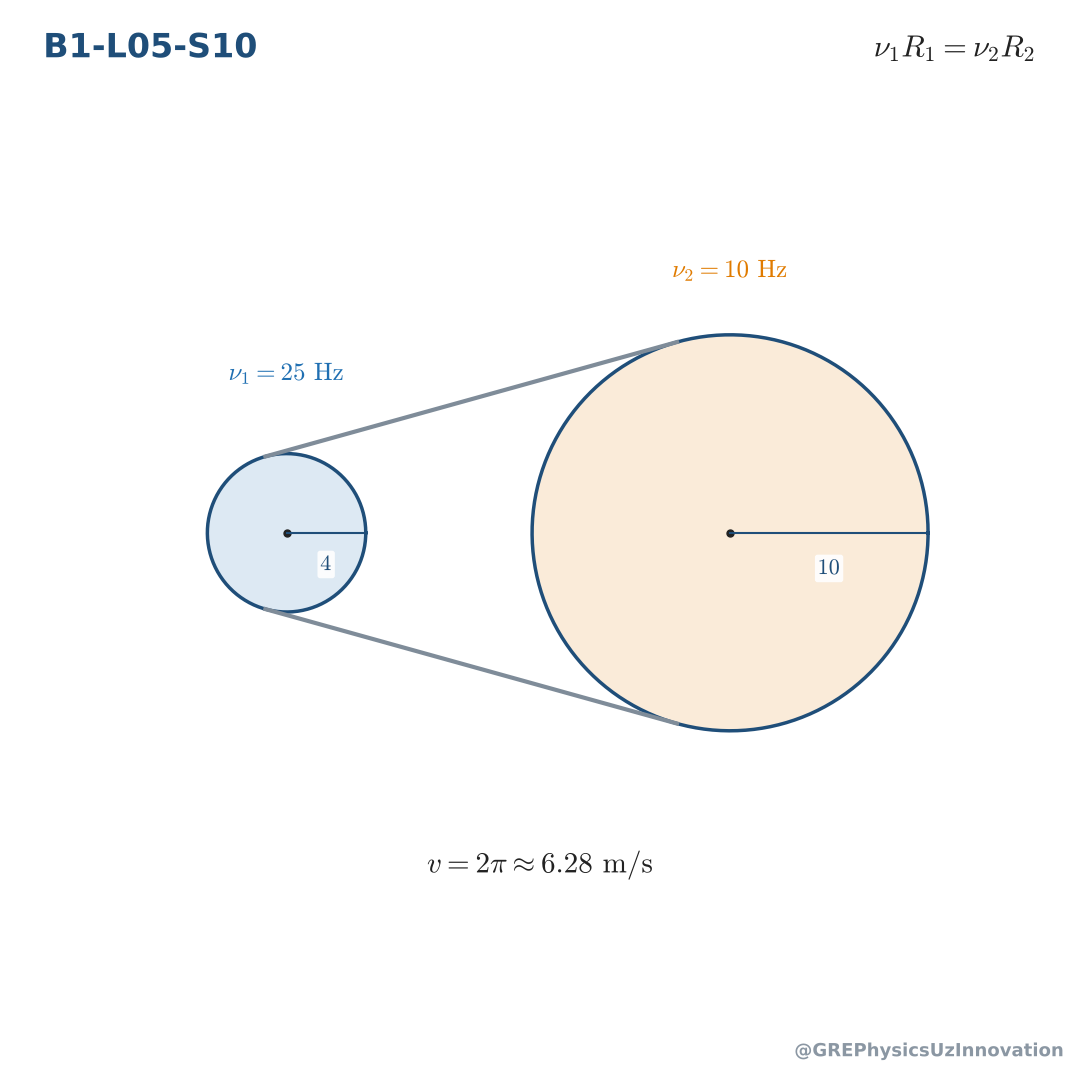 B1-L05-S10
ν₁R₁ = ν₂R₂
ν₂ = 10 Hz
ν₁ = 25 Hz
4
10
v = 2π ≈ 6.28 m/s
@GREPhysicsUzInnovation